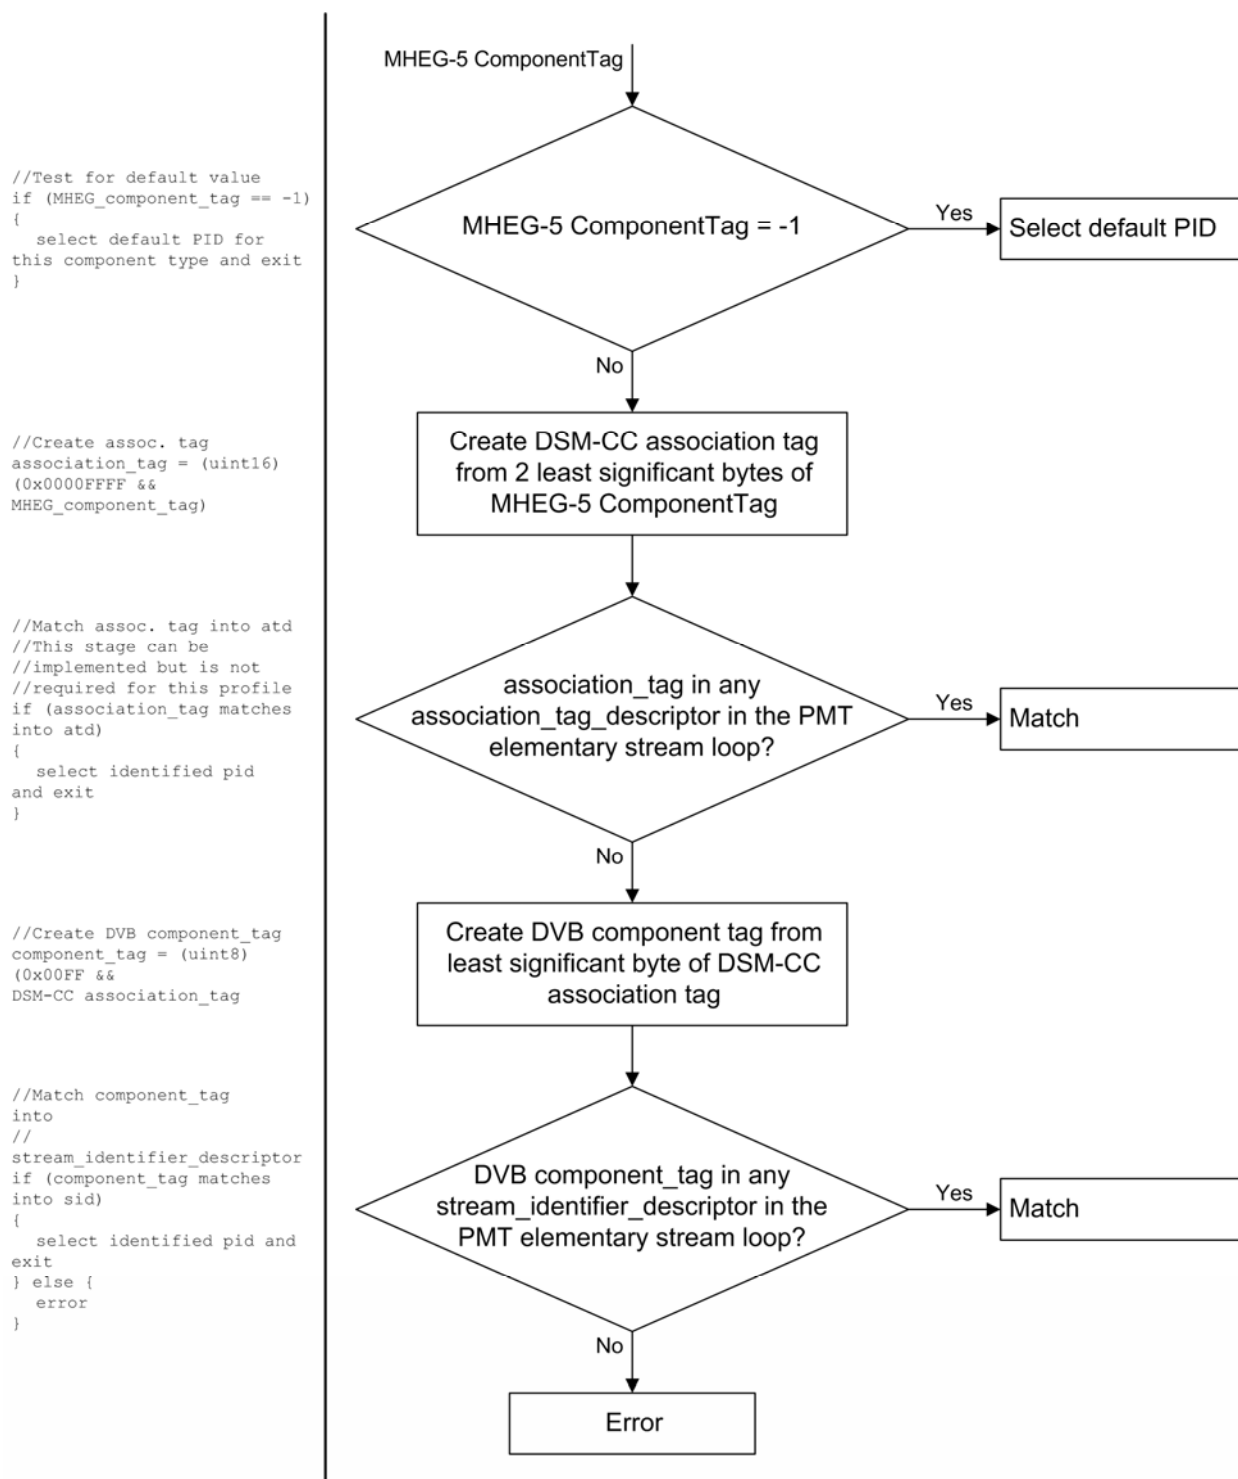 MHEG-5 ComponentTag
//Test for default value
if (MHEG_component_tag == -1)
{
select default PID for
this component type and exit
}
MHEG-5 ComponentTag = -1
Yes
Select default PID
No
//Create assoc. tag
association_tag = (uint16)
(0x0000FFFF &&
MHEG_component_tag)
Create DSM-CC association tag
from 2 least significant bytes of
MHEG-5 ComponentTag
//Match assoc. tag into atd
//This stage can be
//implemented but is not
//required for this profile
if (association_tag matches
into atd)
{
select identified pid
and exit
}
association_tag in any
association_tag_descriptor in the PMT
elementary stream loop?
Yes
Match
No
//Create DVB component_tag
component_tag = (uint8)
(0x00FF &&
DSM-CC association_tag
Create DVB component tag from
least significant byte of DSM-CC
association tag
//Match component_tag
into
//
stream_identifier_descriptor
if (component_tag matches
into sid)
{
select identified pid and
exit
} else {
error
}
DVB component_tag in any
stream_identifier_descriptor in the
PMT elementary stream loop?
Yes
Match
No
Error